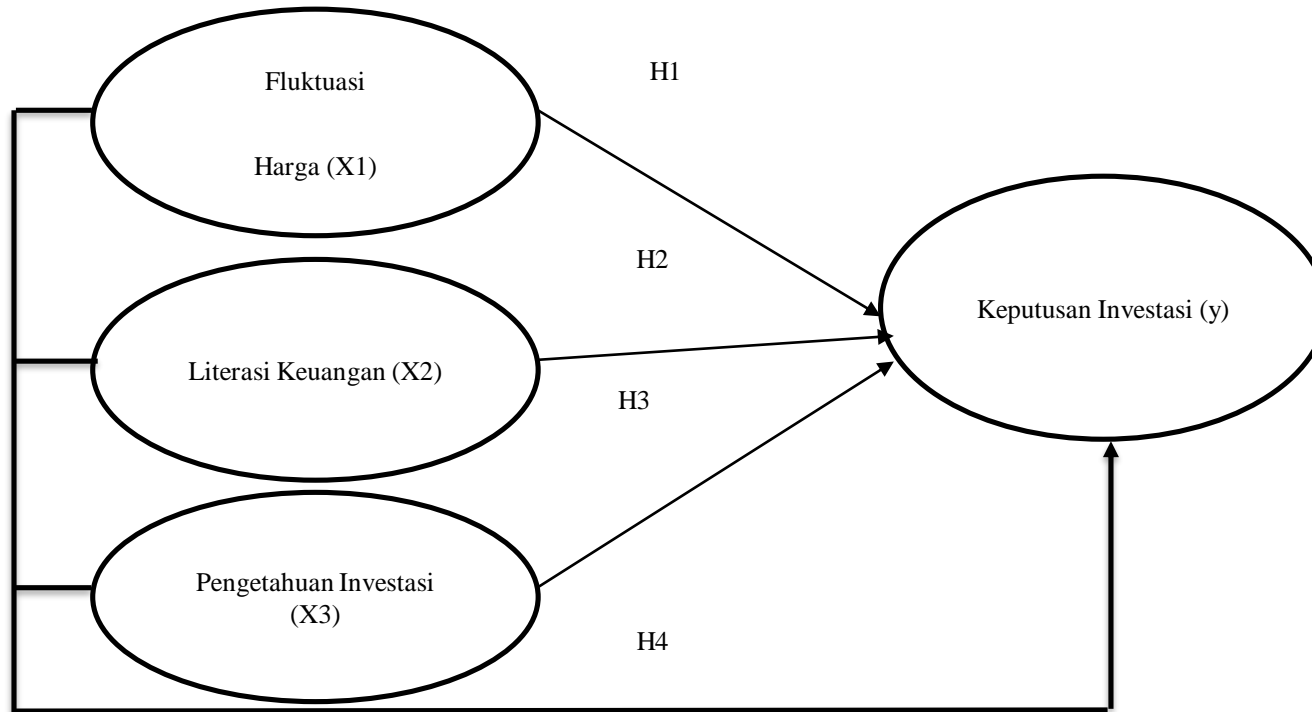 Fluktuasi
Harga (X1)
H1
H2
Literasi Keuangan (X2)
H3
Pengetahuan Investasi
(X3)
H4
Keputusan Investasi (y)